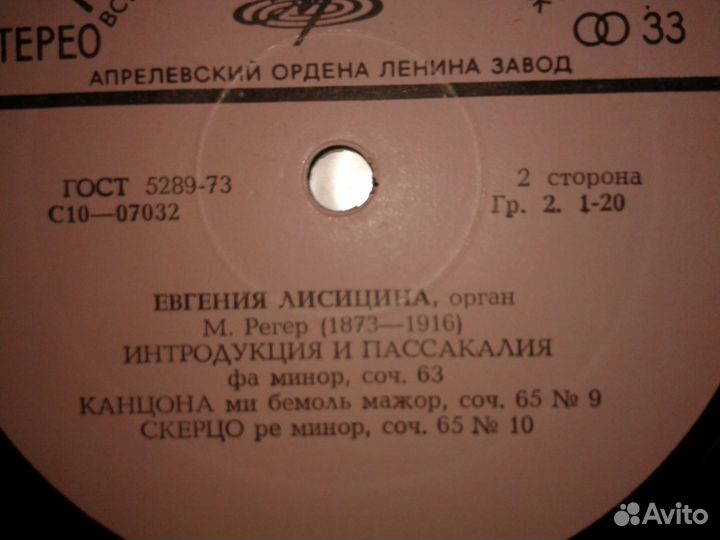 СТЕРЕО
33
АПРЕЛЕВСКИЙ ОРДЕНА ЛЕНИНА ЗАВОД
ГОСТ 5289-73
С10—07032
2 сторона
Гр. 2. 1-20
ЕВГЕНИЯ ЛИСИЦИНА, орган
М. Регер (1873—1916)
ИНТРОДУКЦИЯ И ПАССАКАЛИЯ
фа минор, соч. 63
КАНЦОНА ми бемоль мажор, соч. 65 № 9
СКЕРЦО ре минор, соч. 65 № 10
Avito